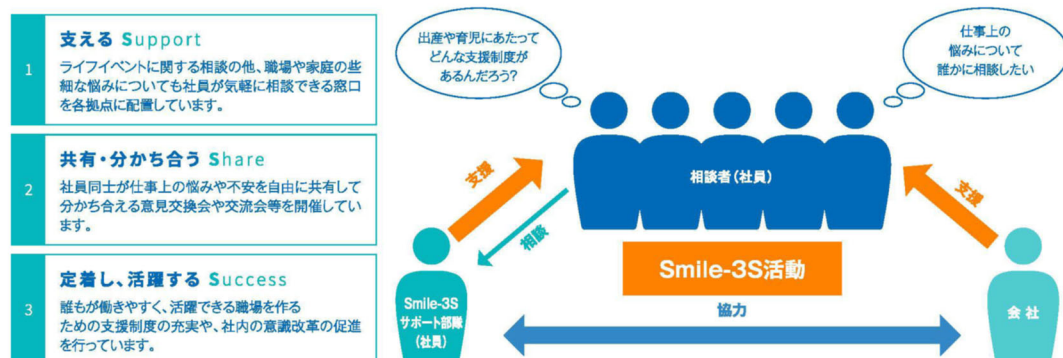 1
支える Support
ライフイベントに関する相談の他、職場や家庭の些
細な悩みについても社員が気軽に相談できる窓口
を各拠点に配置しています。
2
共有・分かち合う Share
社員同士が仕事上の悩みや不安を自由に共有して
分かち合える意見交換会や交流会等を開催してい
ます。
3
定着し、活躍する Success
誰もが働きやすく、活躍できる職場を作る
ための支援制度の充実や、社内の意識改革の促進
を行っています。
出産や育児にあたって
どんな支援制度が
あるんだろう?
仕事上の
悩みについて
誰かに相談したい
相談者(社員)
支援
相談
支援
Smile-3S活動
Smile-3S
サポート部隊
(社員)
協力
会社